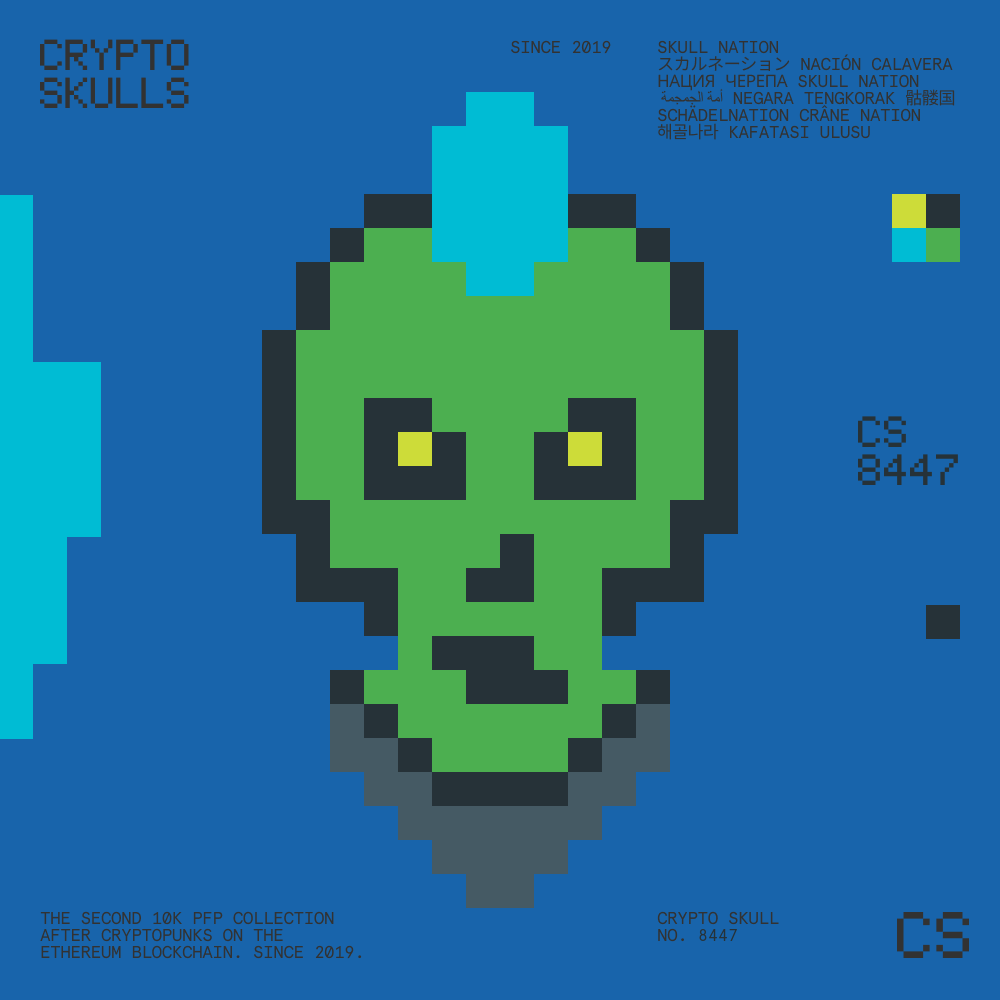 CRYPTO
SKULLS
SINCE 2019
SKULL NATION
スカルネーション NACIÓN CALAVERA
НАЦИЯ ЧЕРЕПА SKULL NATION
أمة الجمجمة NEGARA TENGKORAK 骷髅国
SCHÄDELNATION CRÂNE NATION
해골나라 KAFATASI ULUSU
CS
8447
THE SECOND 10K PFP COLLECTION
AFTER CRYPTOPUNKS ON THE
ETHEREUM BLOCKCHAIN. SINCE 2019.
CRYPTO SKULL
NO. 8447
CS